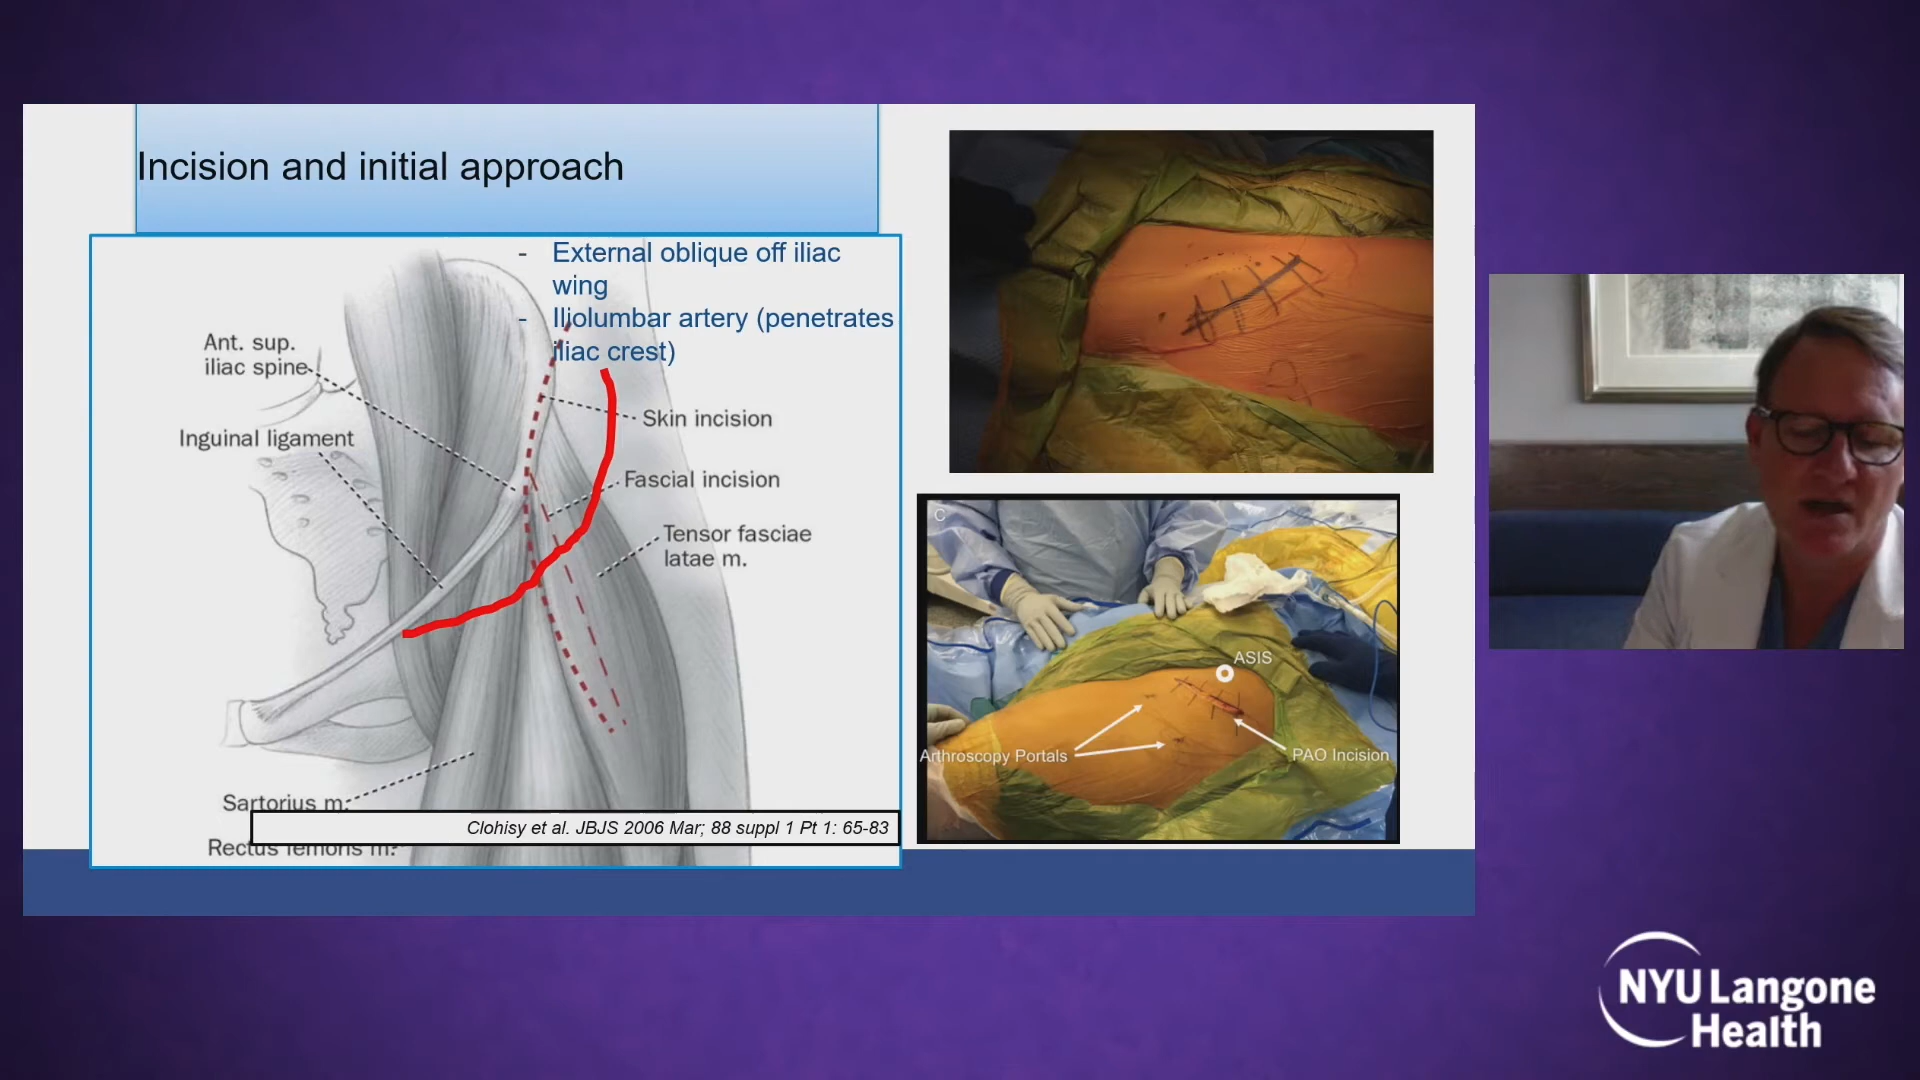 Incision and initial approach
- External oblique off iliac
wing
- Iliolumbar artery (penetrates
iliac crest)
Ant. sup.
iliac spine
Inguinal ligament
Skin incision
Fascial incision
Tensor fasciae
latae m.
Sartorius m.
Rectus femoris m.
Clohisy et al. JBJS 2006 Mar; 88 suppl 1 Pt 1: 65-83
C
ASIS
Arthroscopy Portals
PAO Incision
NYU Langone
Health